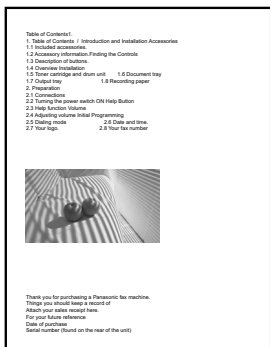 Table of Contents1.
1. Table of Contents / Introduction and Installation Accessories
1.1 Included accessories.
1.2 Accessory information.Finding the Controls
1.3 Description of buttons.
1.4 Overview Installation
1.5 Toner cartridge and drum unit 1.6 Document tray
1.7 Output tray 1.8 Recording paper
2. Preparation
2.1 Connections
2.2 Turning the power switch ON Help Button
2.3 Help function Volume
2.4 Adjusting volume Initial Programming
2.5 Dialing mode 2.6 Date and time.
2.7 Your logo. 2.8 Your fax number
Thank you for purchasing a Panasonic fax machine.
Things you should keep a record of
Attach your sales receipt here.
For your future reference
Date of purchase
Serial number (found on the rear of the unit)